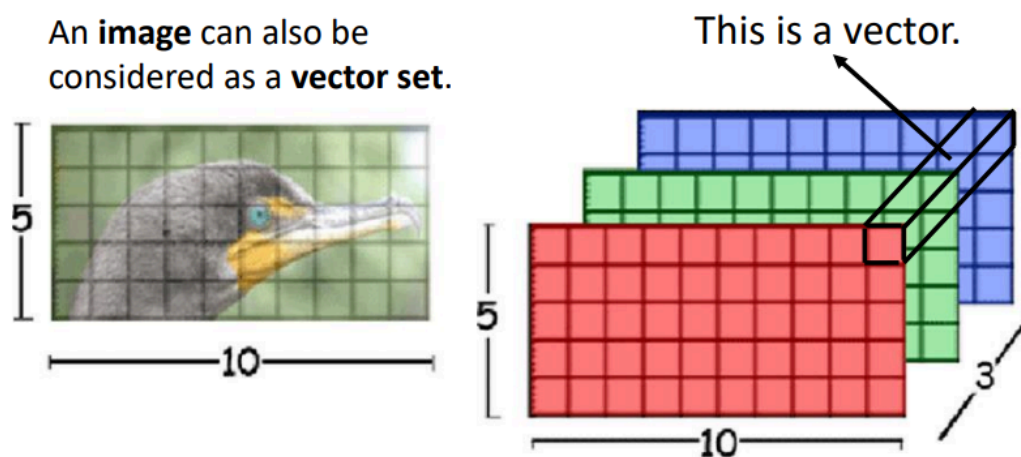 An image can also be
considered as a vector set.
This is a vector.
5
10
5
10
3